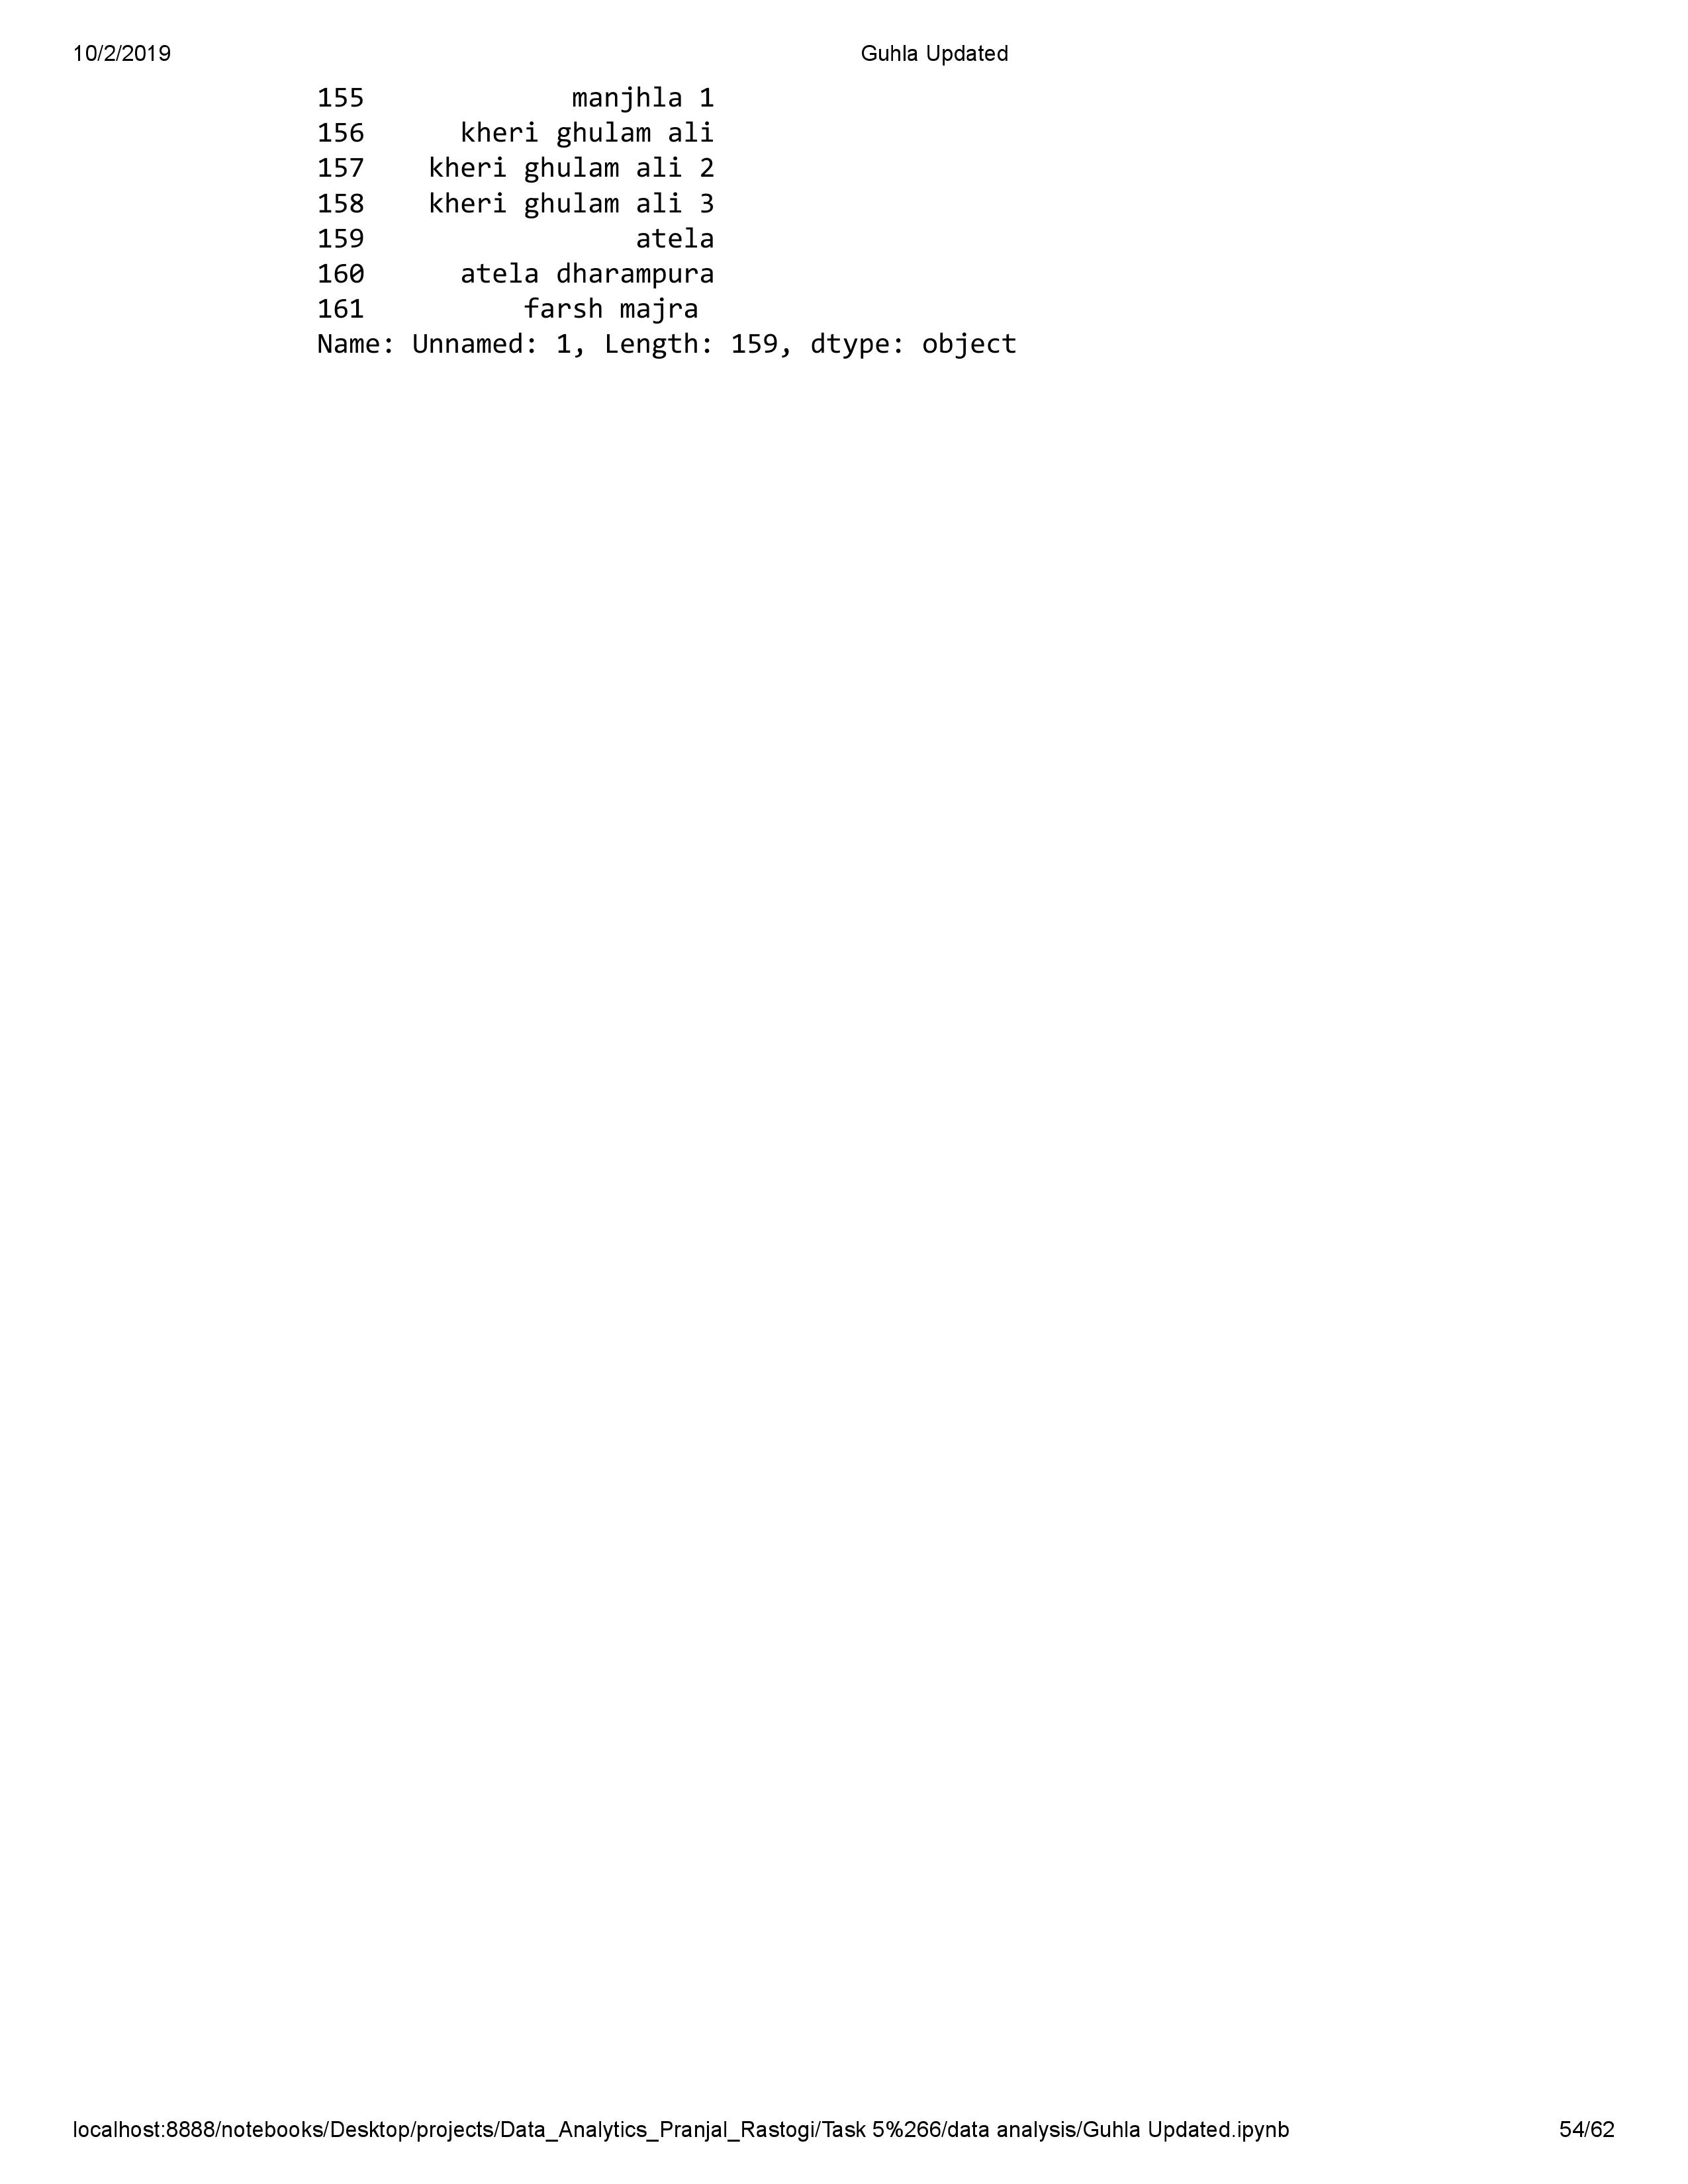 10/2/2019 Guhla Updated
155 manjhla 1
156 kheri ghulam ali
157 kheri ghulam ali 2
158 kheri ghulam ali 3
159 atela
160 atela dharampura
161 farsh majra
Name: Unnamed: 1, Length: 159, dtype: object
localhost:8888/notebooks/Desktop/projects/Data_Analytics_Pranjal_Rastogi/Task 5%266/data analysis/Guhla Updated.ipynb 54/62